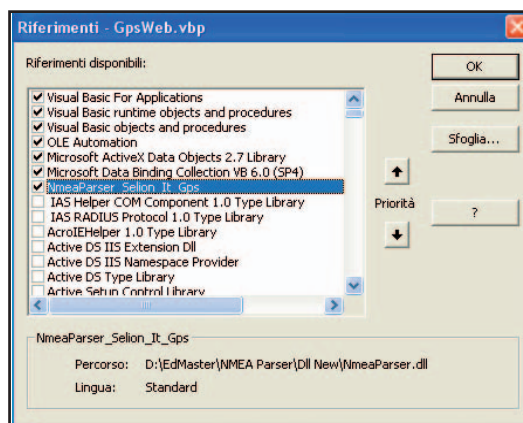 Riferimenti - GpsWeb.vbp
Riferimenti disponibili:
Visual Basic For Applications
Visual Basic runtime objects and procedures
Visual Basic objects and procedures
OLE Automation
Microsoft ActiveX Data Objects 2.7 Library
Microsoft Data Binding Collection VB 6.0 (SP4)
NmeaParser_Selion_It_Gps
IAS Helper COM Component 1.0 Type Library
IAS RADIUS Protocol 1.0 Type Library
AcroIEHelper 1.0 Type Library
Active DS IIS Extension Dll
Active DS IIS Namespace Provider
Active DS Type Library
Active Setup Control Library
OK
Annulla
Sfoglia...
Priorità
?
NmeaParser_Selion_It_Gps
Percorso: D:\EdMaster\NMEA Parser\Dll New\NmeaParser.dll
Lingua: Standard